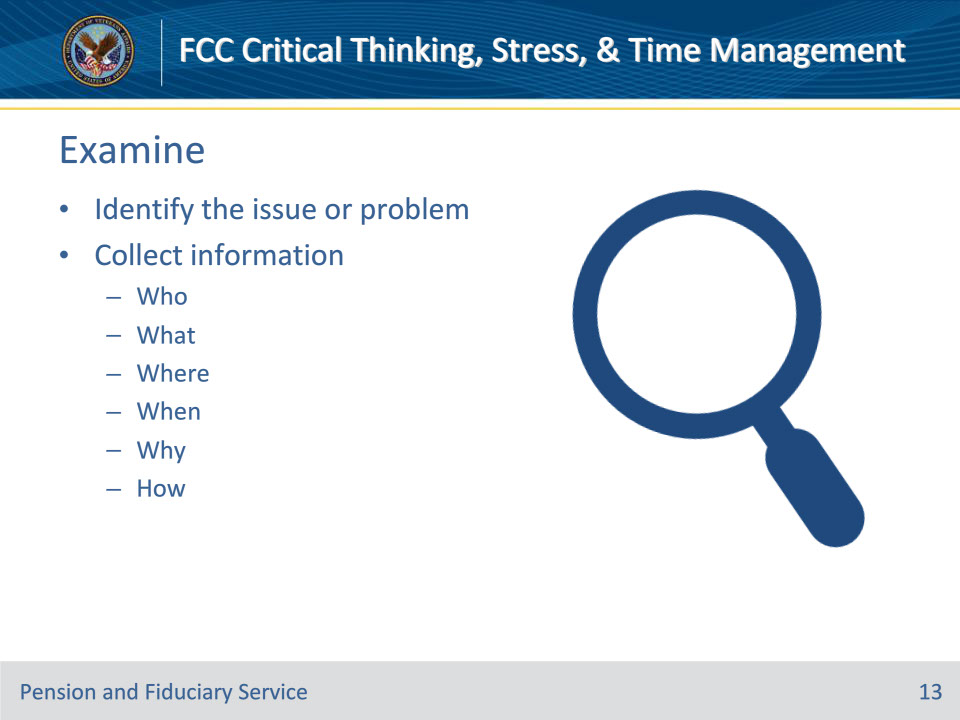 FCC Critical Thinking, Stress, & Time Management
Examine
• Identify the issue or problem
• Collect information
– Who
– What
– Where
– When
– Why
– How
Pension and Fiduciary Service
13